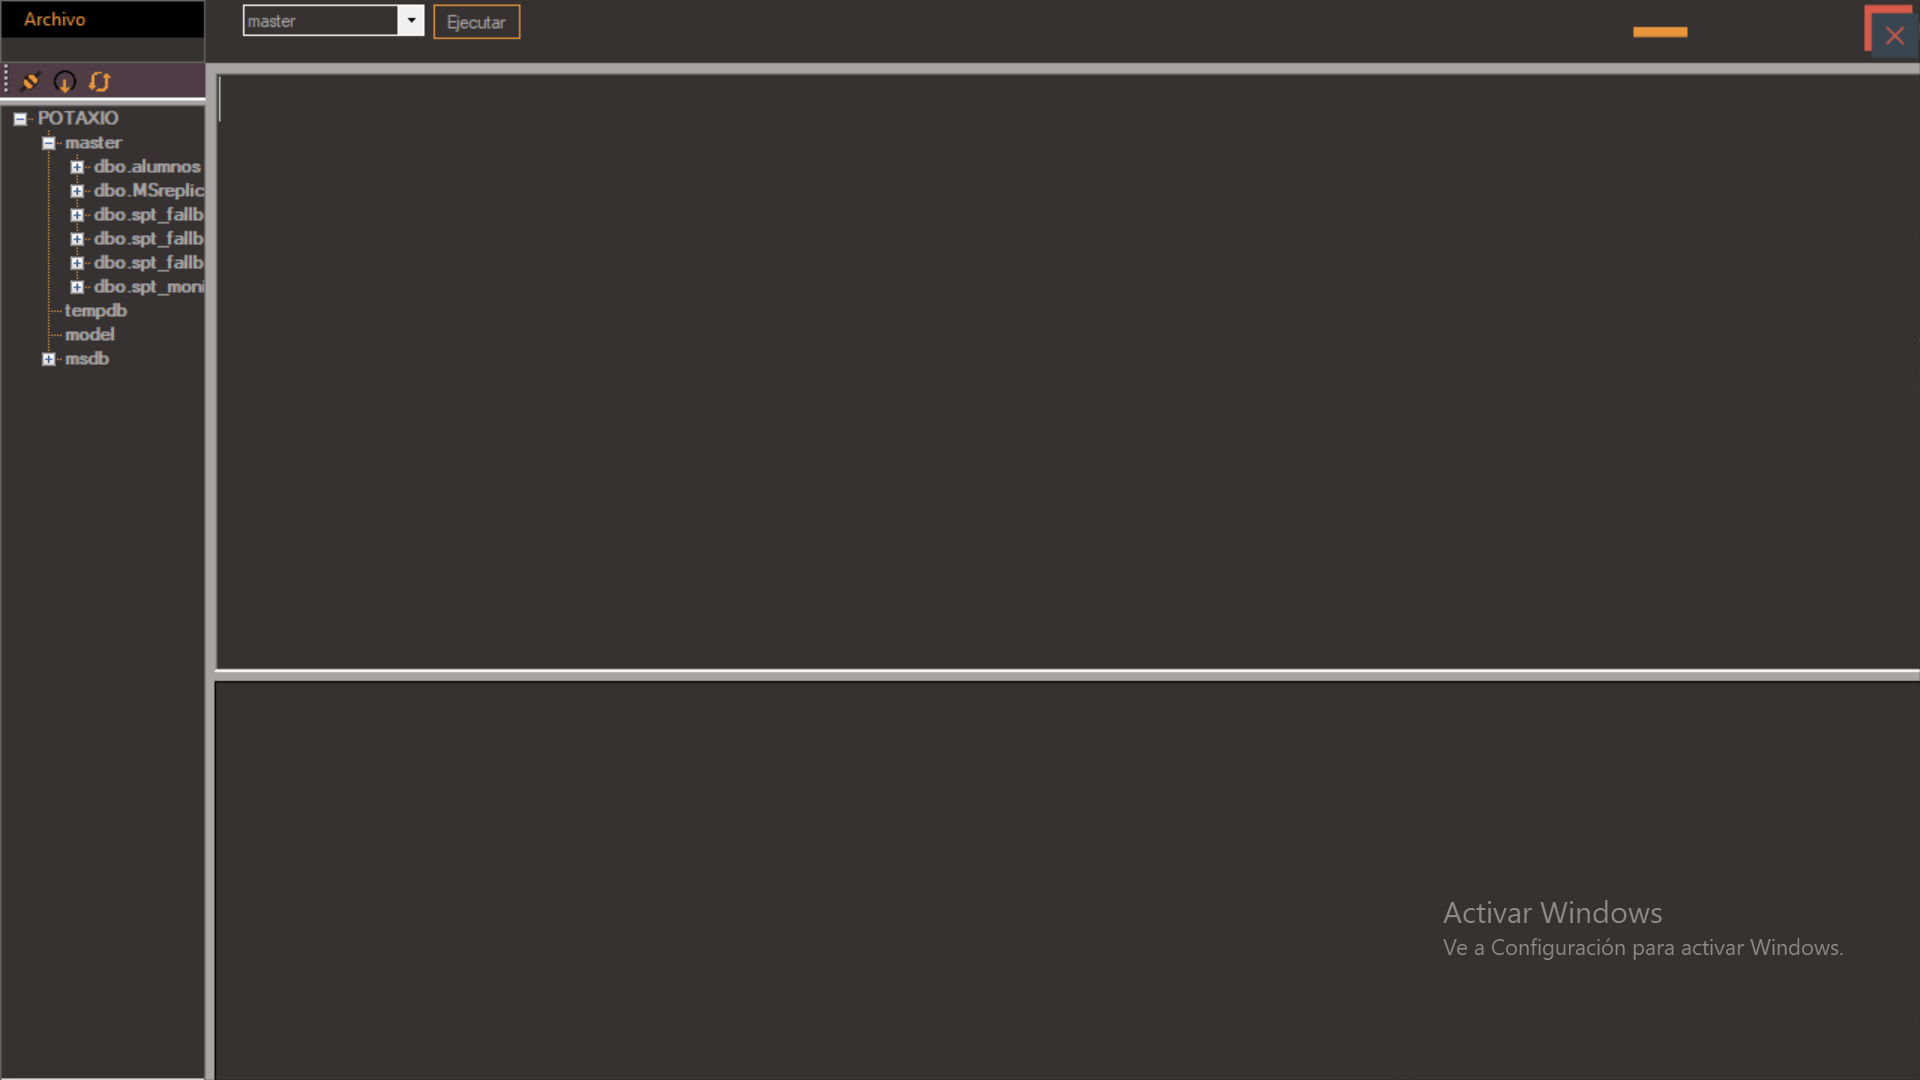 Archivo
master
Ejecutar
POTAXIO
master
dbo.alumnos
dbo.MSreplic
dbo.spt_fallb
dbo.spt_fallb
dbo.spt_fallb
dbo.spt_moni
tempdb
model
msdb
Activar Windows
Ve a Configuración para activar Windows.